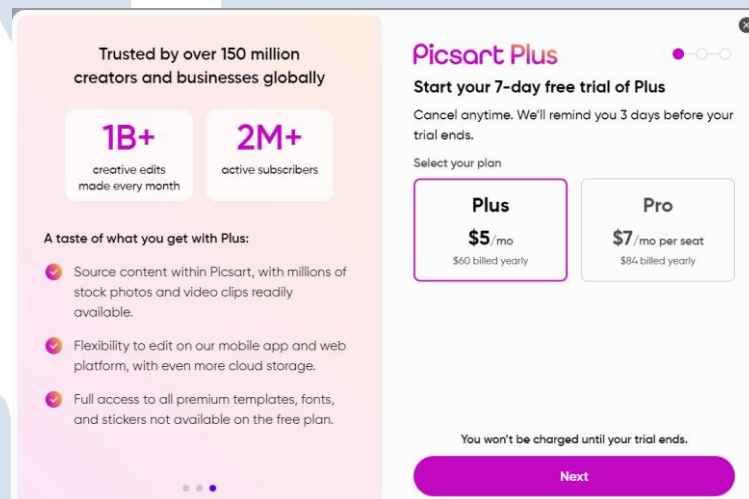 Trusted by over 150 million
creators and businesses globally
1B+
creative edits
made every month
2M+
active subscribers
A taste of what you get with Plus:
Source content within Picsart, with millions of
stock photos and video clips readily
available.
Flexibility to edit on our mobile app and web
platform, with even more cloud storage.
Full access to all premium templates, fonts,
and stickers not available on the free plan.
Picsart Plus
Start your 7-day free trial of Plus
Cancel anytime. We'll remind you 3 days before your
trial ends.
Select your plan
Plus
$5/mo
$60 billed yearly
Pro
$7/mo per seat
$84 billed yearly
You won't be charged until your trial ends.
Next